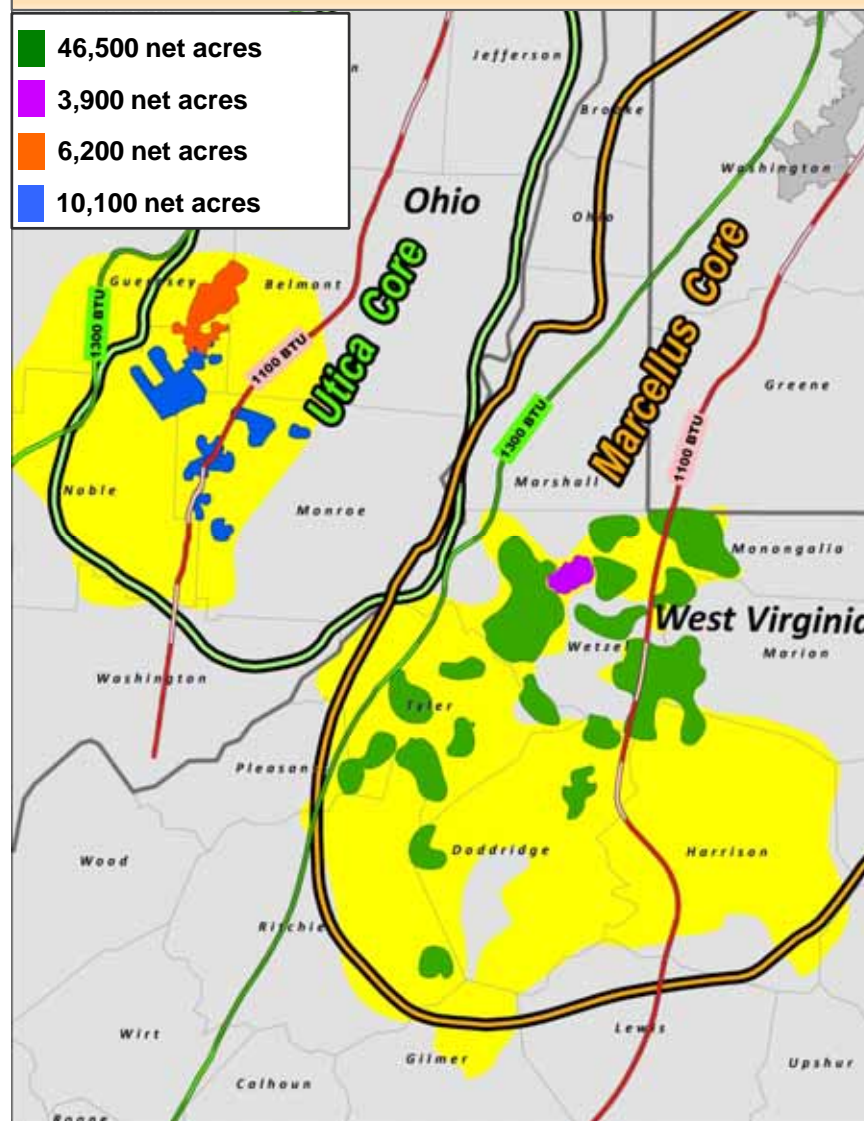 46,500 net acres
3,900 net acres
6,200 net acres
10,100 net acres
Jefferson
Brooke
Washington
Ohio
Ohio
Guernsey
Belmont
1300 BTU
1100 BTU
Utica Core
Marcellus Core
Greene
1300 BTU
1100 BTU
Marshall
Noble
Monroe
Monongalia
West Virginia
Wetzel
Marion
Washington
Tyler
Pleasants
Wood
Doddridge
Harrison
Ritchie
Wirt
Lewis
Gilmer
Upshur
Calhoun